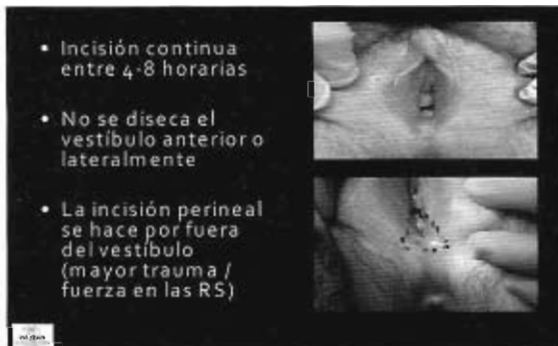 • Incisión continua
entre 4-8 horarias
• No se diseca el
vestíbulo anterior o
lateralmente
• La incisión perineal
se hace por fuera
del vestíbulo
(mayor trauma /
fuerza en las RS)